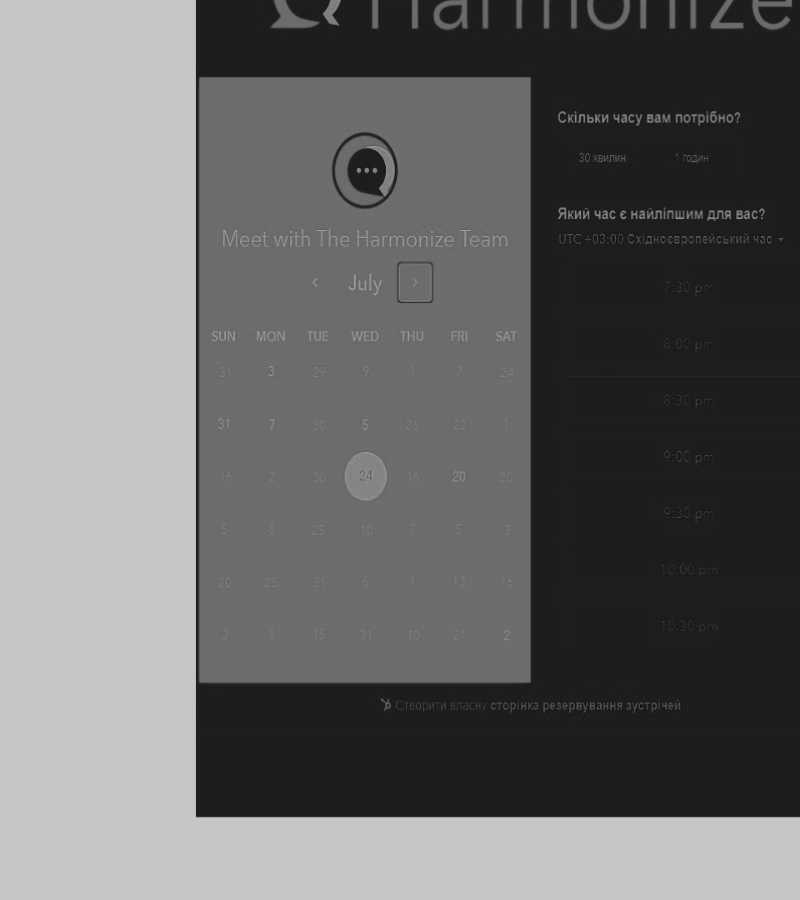 Harmonize
Meet with The Harmonize Team
July
SUN MON TUE WED THU FRI SAT
31 3 29 9 1 7 24
31 7 30 5 26 22 1
16 2 30 24 16 20 20
5 8 25 10 7 5 3
20 25 31 6 1 13 16
2 6 15 31 10 21 2
Скільки часу вам потрібно?
30 хвилин 1 годин
Який час є найліпшим для вас?
UTC +03:00 Східноєвропейський час
7:30 pm
8:00 pm
8:30 pm
9:00 pm
9:30 pm
10:00 pm
10:30 pm
Створити власну сторінка резервування зустрічей